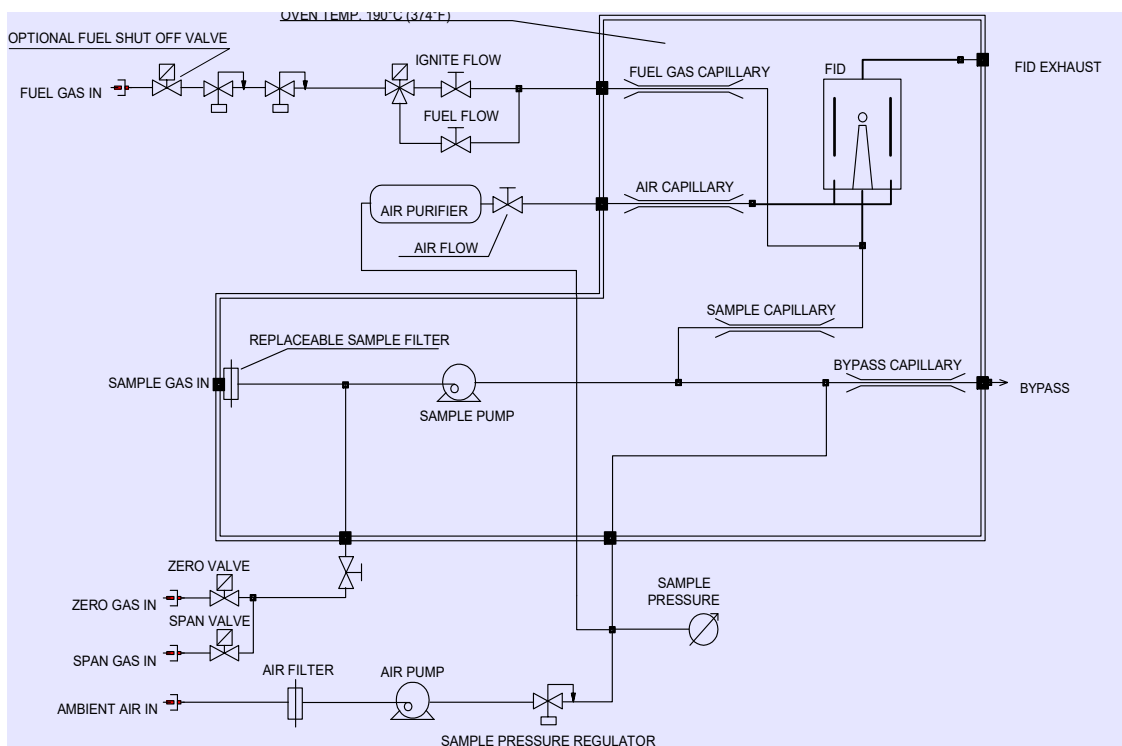 OVEN TEMP. 190°C (374°F)
OPTIONAL FUEL SHUT OFF VALVE
IGNITE FLOW
FUEL GAS CAPILLARY
FID
FID EXHAUST
FUEL GAS IN
FUEL FLOW
AIR CAPILLARY
AIR PURIFIER
AIR FLOW
SAMPLE CAPILLARY
REPLACEABLE SAMPLE FILTER
BYPASS CAPILLARY
SAMPLE GAS IN
BYPASS
SAMPLE PUMP
ZERO VALVE
SAMPLE
PRESSURE
ZERO GAS IN
SPAN VALVE
SPAN GAS IN
AIR FILTER
AIR PUMP
AMBIENT AIR IN
SAMPLE PRESSURE REGULATOR